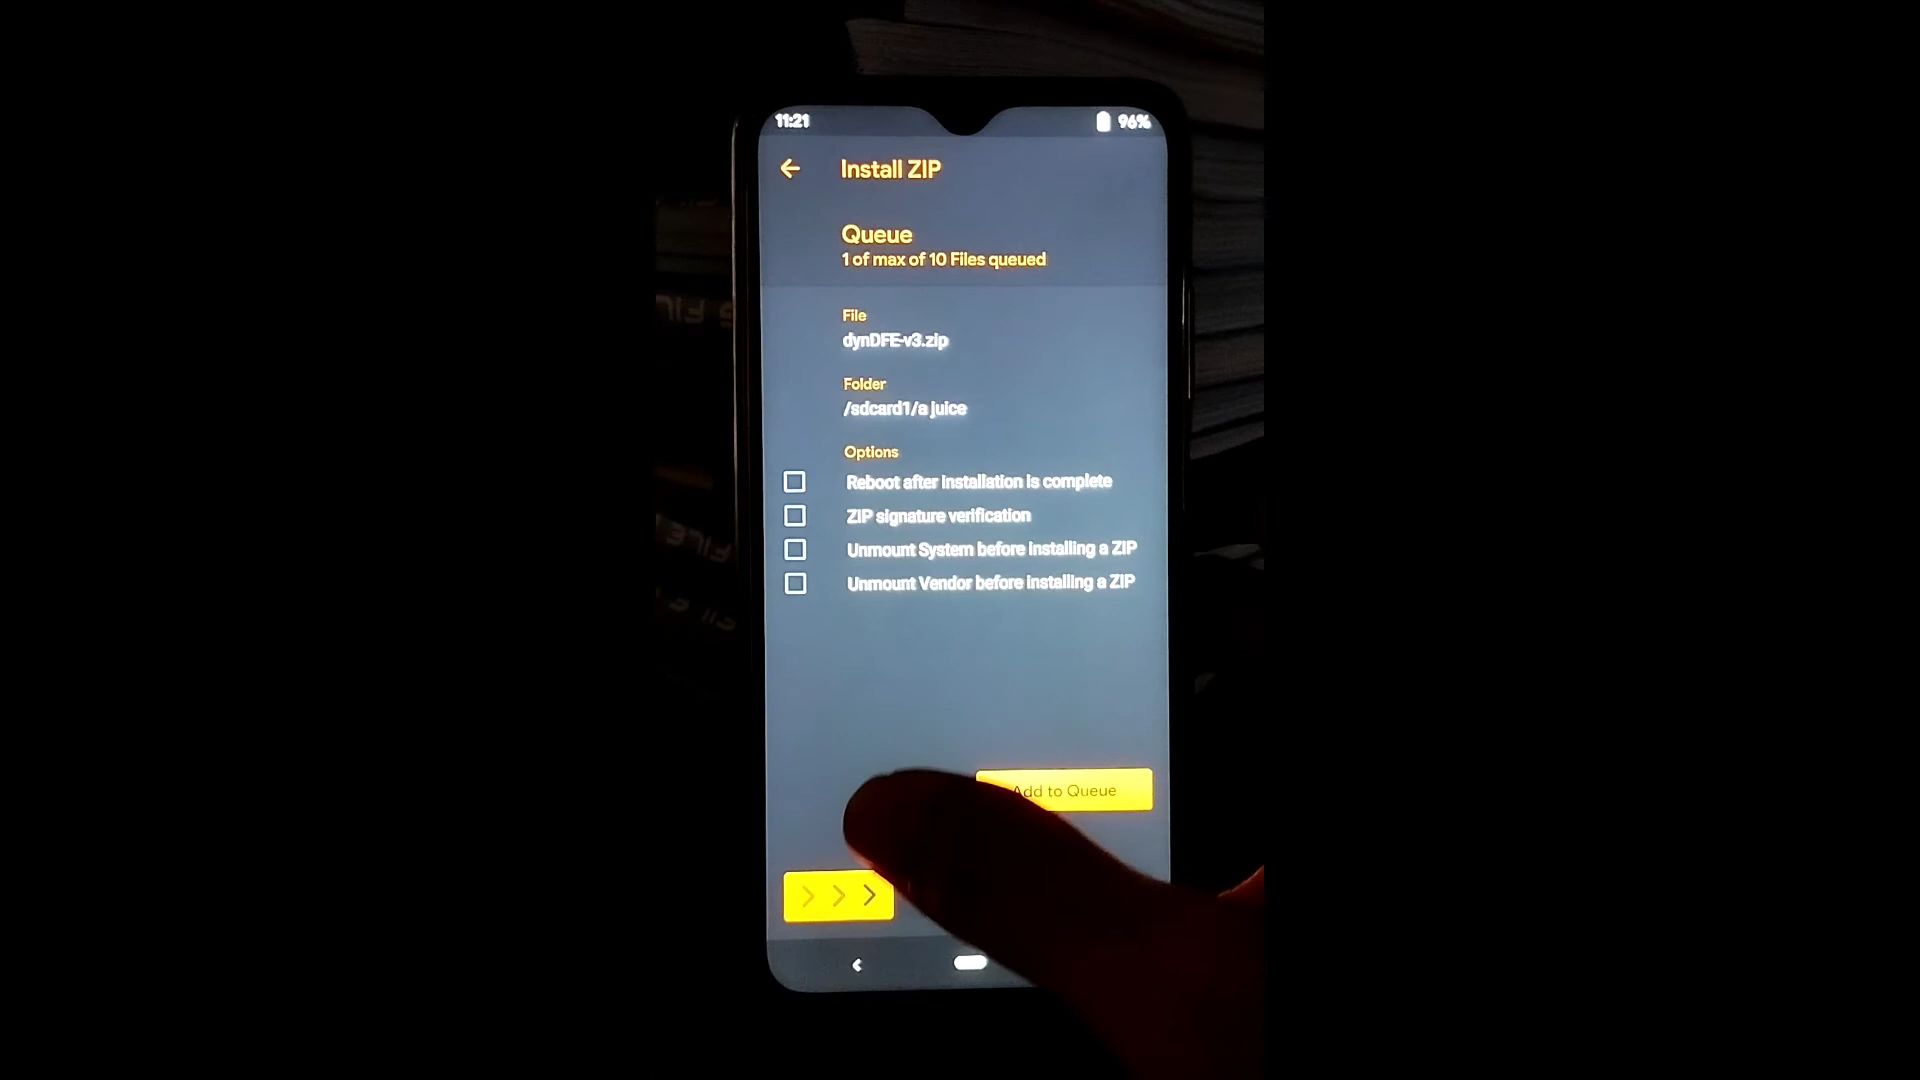 11:21
96%
Install ZIP
Queue
1 of max of 10 Files queued
File
dynDFE-v3.zip
Folder
/sdcard1/a juice
Options
Reboot after installation is complete
ZIP signature verification
Unmount System before installing a ZIP
Unmount Vendor before installing a ZIP
Add to Queue